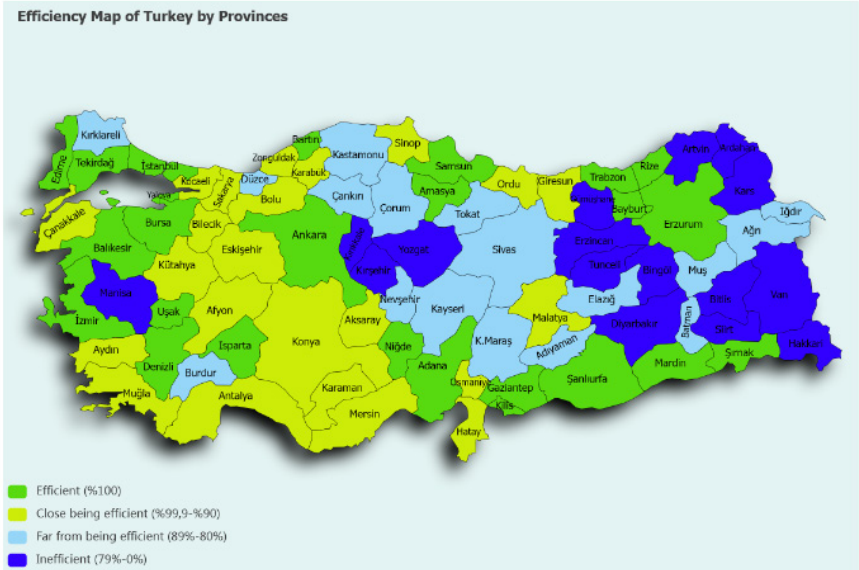 Efficiency Map of Turkey by Provinces
Kırklareli
Edirne
Tekirdağ
İstanbul
Kocaeli
Yalova
Sakarya
Düzce
Zonguldak
Bartın
Karabuk
Kastamonu
Sinop
Samsun
Bolu
Çankırı
Çorum
Amasya
Ordu
Giresun
Trabzon
Rize
Artvin
Ardahan
Kars
Iğdır
Ağrı
Çanakkale
Balıkesir
Bursa
Bilecik
Eskişehir
Ankara
Kırıkkale
Kırşehir
Yozgat
Tokat
Sivas
Gümüşhane
Bayburt
Erzurum
Erzincan
Tunceli
Bingöl
Muş
Kütahya
Manisa
İzmir
Uşak
Afyon
Konya
Aksaray
Nevşehir
Kayseri
Malatya
Elazığ
Diyarbakır
Batman
Bitlis
Van
Siirt
Hakkari
Aydın
Denizli
Isparta
Burdur
Muğla
Antalya
Karaman
Mersin
Niğde
Adana
K.Maraş
Adıyaman
Osmaniye
Gaziantep
Kilis
Hatay
Şanlıurfa
Mardin
Şırnak
Efficient (%100)
Close being efficient (%99,9-%90)
Far from being efficient (89%-80%)
Inefficient (79%-0%)